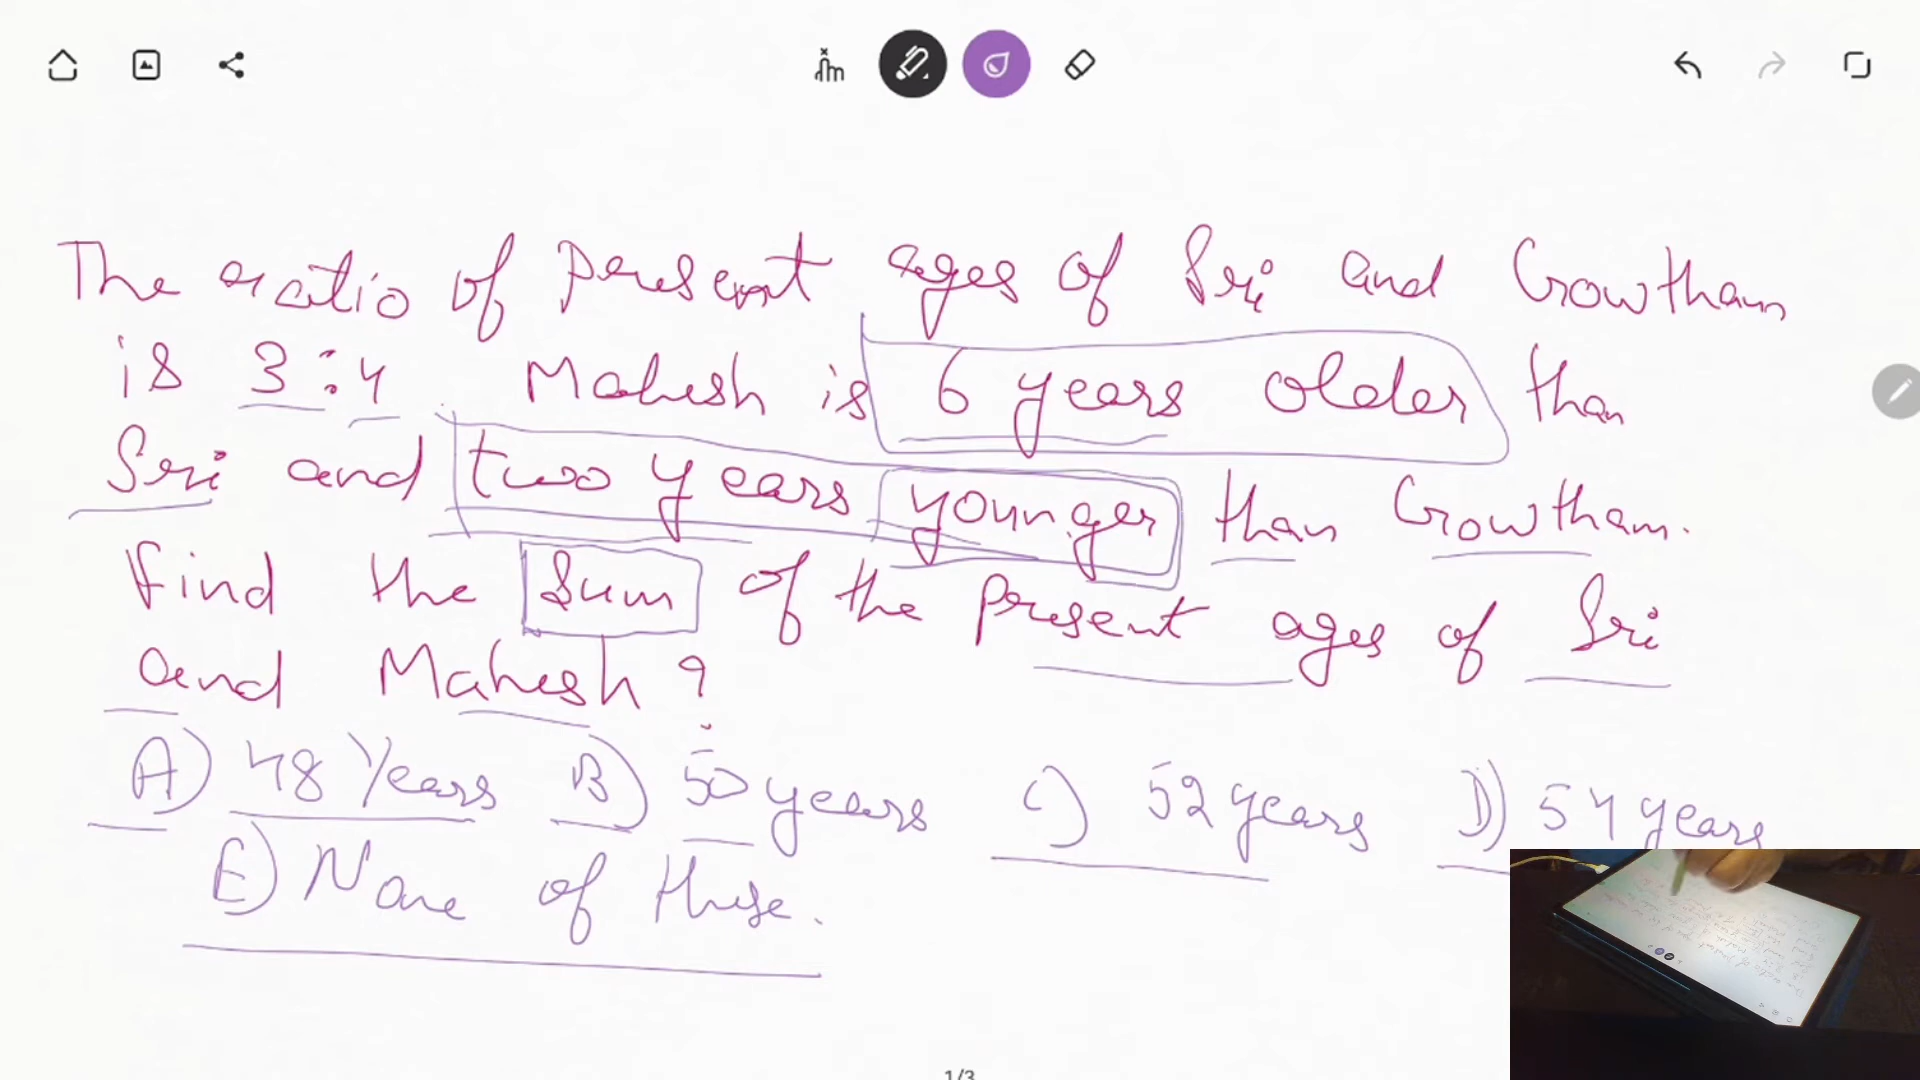 The ratio of present ages of Sri and Gowtham
is 3:4 Mahesh is 6 years older than
Sri and two years younger than Gowtham.
Find the Sum of the present ages of Sri
and Mahesh?
A) 48 Years B) 50 years C) 52 years D) 54 years
E) None of these.
1/3